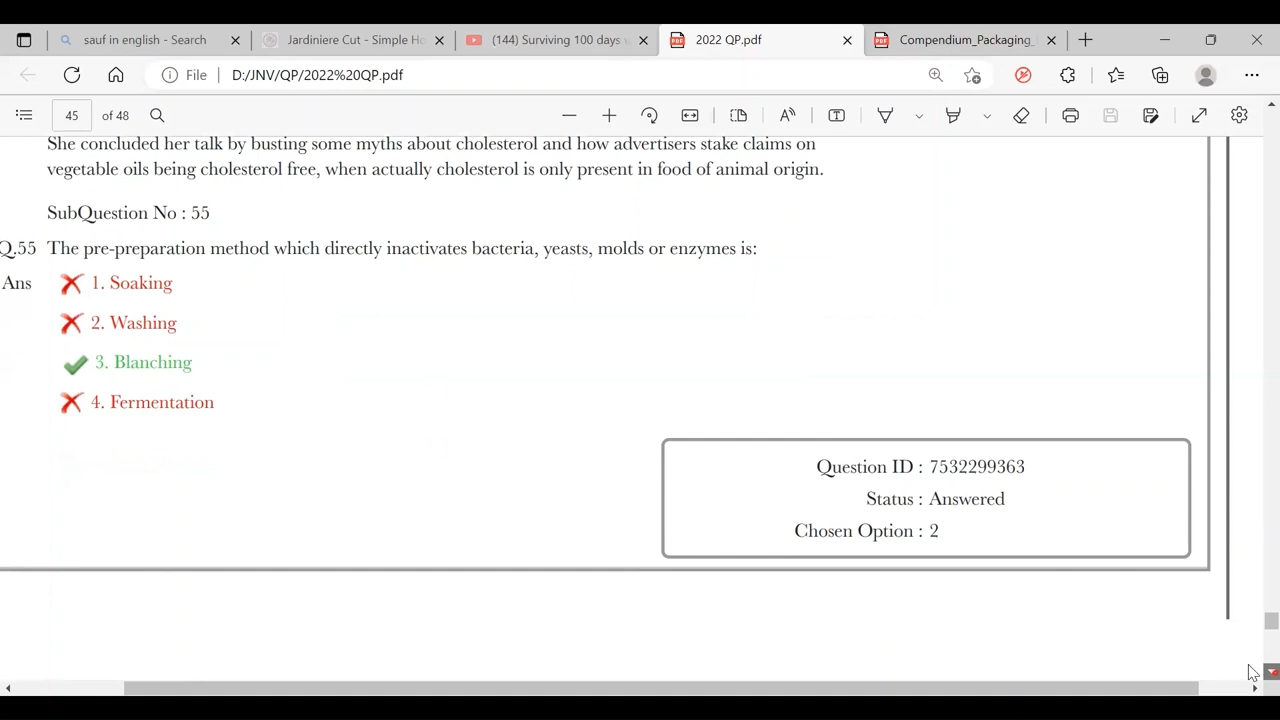 sauf in english - Search
Jardiniere Cut - Simple Ho
(144) Surviving 100 days
2022 QP.pdf
Compendium_Packaging_
File
D:/JNV/QP/2022%20QP.pdf
45
of 48
She concluded her talk by busting some myths about cholesterol and how advertisers stake claims on
vegetable oils being cholesterol free, when actually cholesterol is only present in food of animal origin.
SubQuestion No : 55
Q.55 The pre-preparation method which directly inactivates bacteria, yeasts, molds or enzymes is:
Ans 1. Soaking
2. Washing
3. Blanching
4. Fermentation
Question ID : 7532299363
Status : Answered
Chosen Option : 2